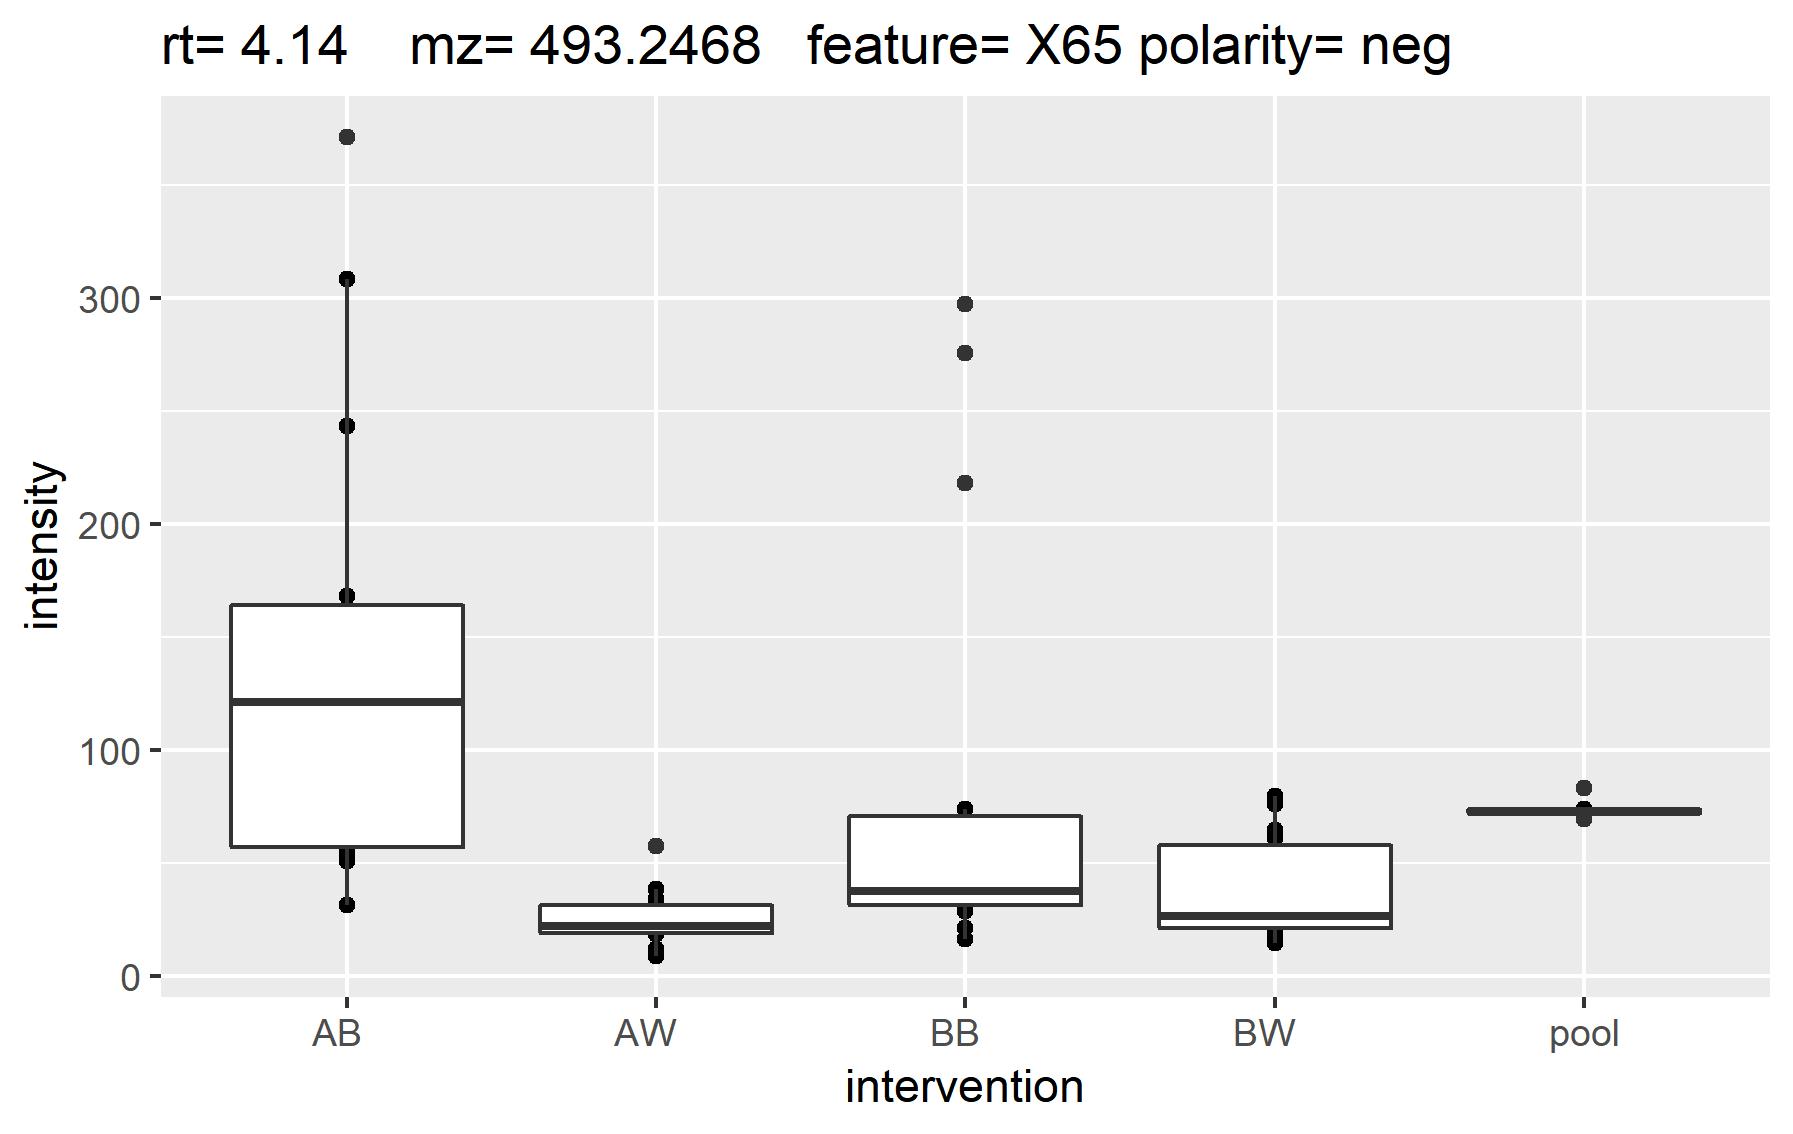 rt= 4.14 mz= 493.2468 feature= X65 polarity= neg
intensity
300
200
100
0
AB AW BB BW pool
intervention